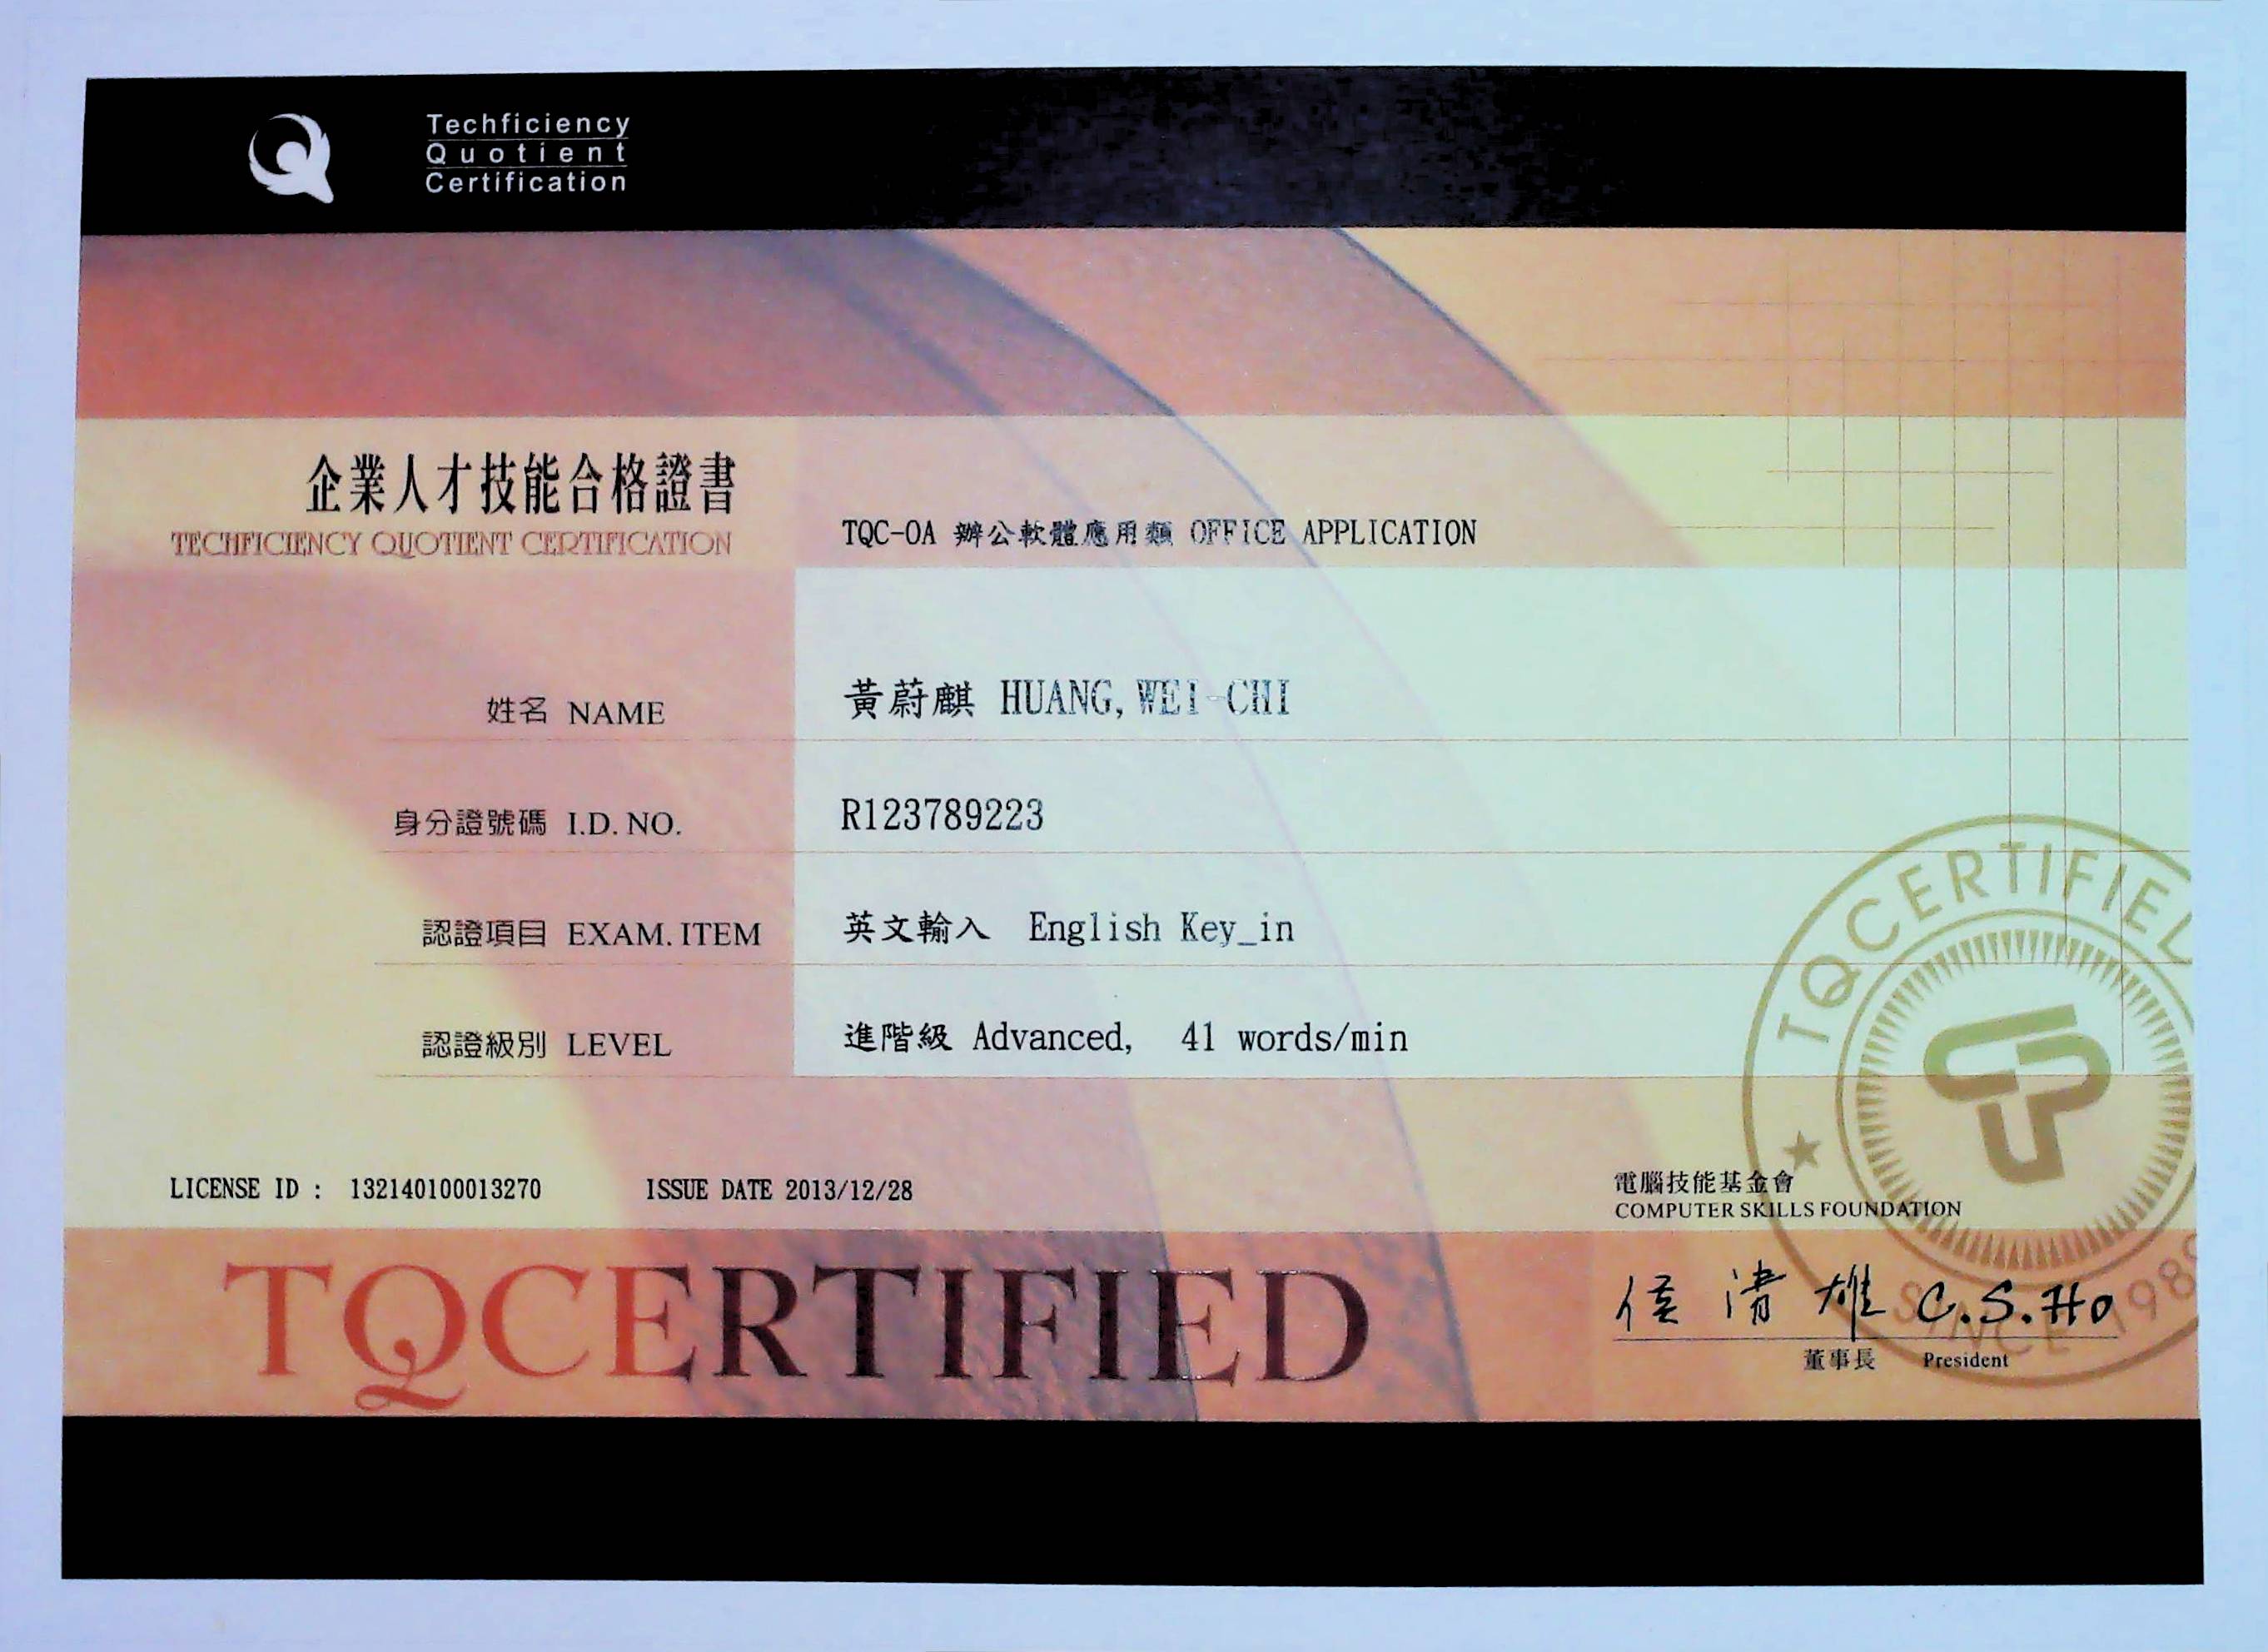 Techficiency
Quotient
Certification
企業人才技能合格證書
TECHFICIENCY QUOTIENT CERTIFICATION
TQC-OA 辦公軟體應用類 OFFICE APPLICATION
姓名 NAME 黃蔚麒 HUANG, WEI-CHI
身分證號碼 I.D. NO. R123789223
認證項目 EXAM. ITEM 英文輸入 English Key_in
認證級別 LEVEL 進階級 Advanced, 41 words/min
TQCERTIFIED
LICENSE ID : 132140100013270 ISSUE DATE 2013/12/28
電腦技能基金會
COMPUTER SKILLS FOUNDATION
TQCERTIFIED
侯清雄 C.S.Ho
SINCE 1989
董事長 President